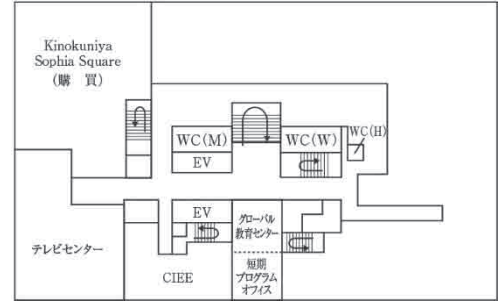 Kinokuniya
Sophia Square
(購 買)
WC(M)
WC(W)
WC(H)
EV
EV
グローバル
教育センター
テレビセンター
CIEE
短期
プログラム
オフィス